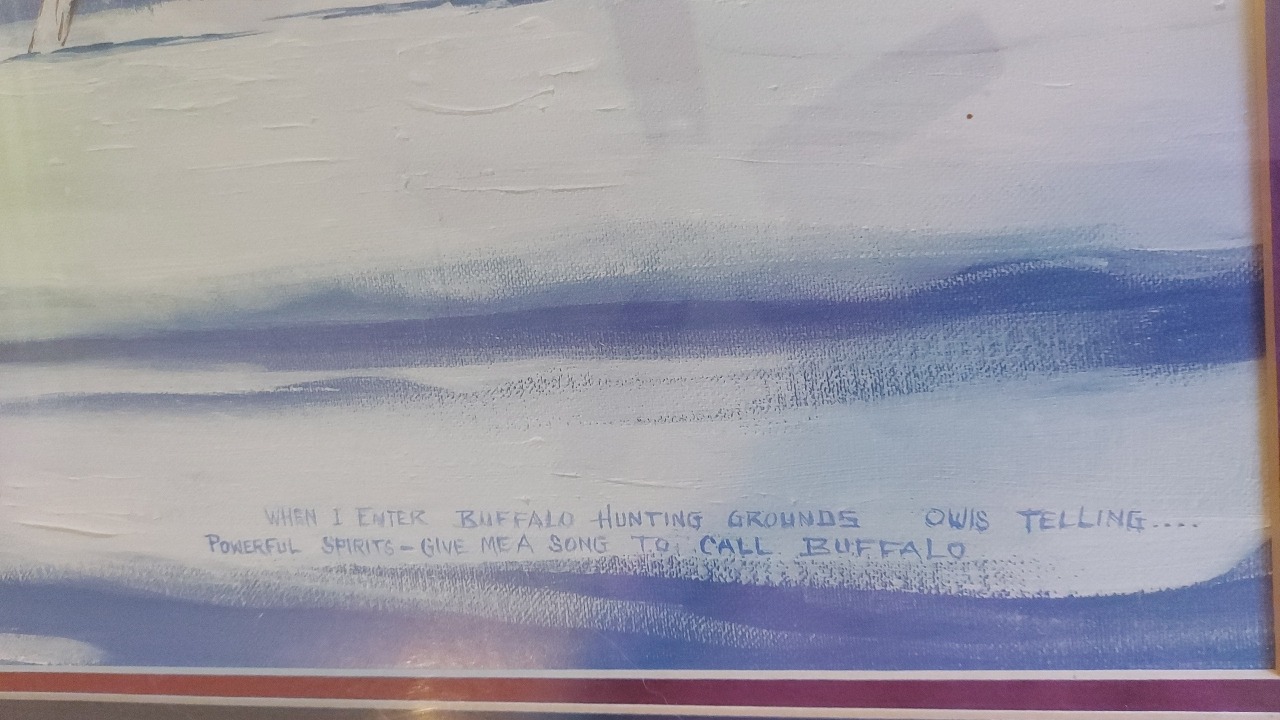 WHEN I ENTER BUFFALO HUNTING GROUNDS OWIS TELLING....
POWERFUL SPIRITS - GIVE ME A SONG TO CALL BUFFALO